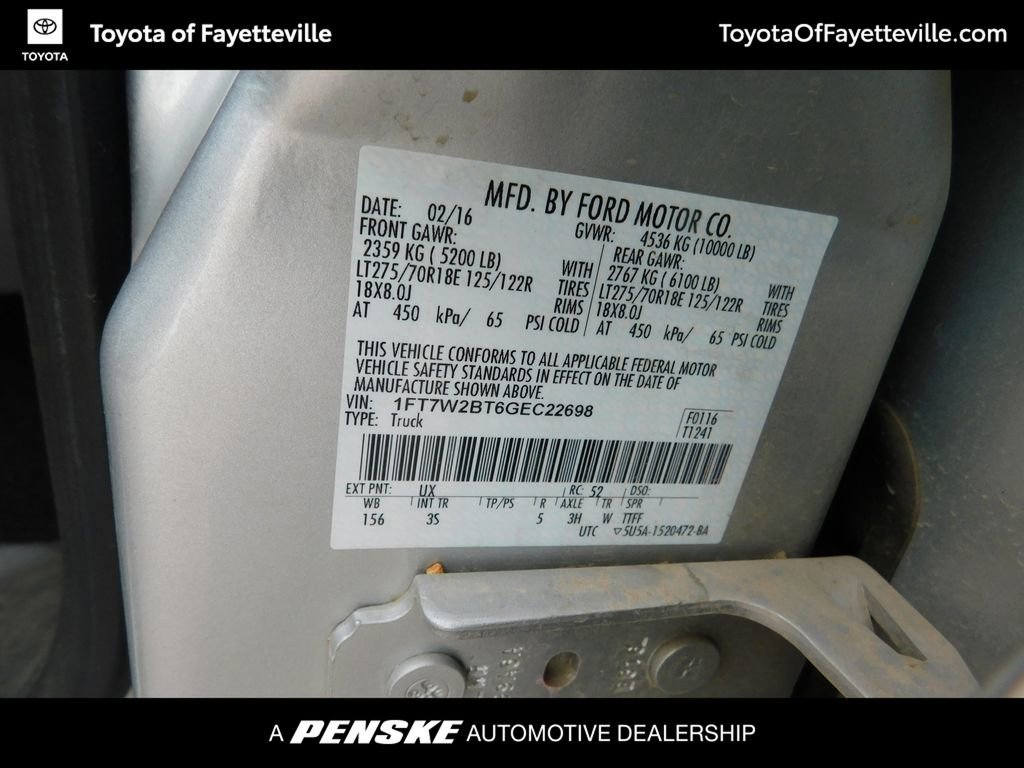 TOYOTA
Toyota of Fayetteville
ToyotaOfFayetteville.com
MFD. BY FORD MOTOR CO.
DATE: 02/16 GVWR: 4536 KG (10000 LB)
FRONT GAWR: REAR GAWR:
2359 KG ( 5200 LB) WITH 2767 KG ( 6100 LB) WITH
LT275/70R18E 125/122R TIRES LT275/70R18E 125/122R TIRES
18X8.0J RIMS 18X8.0J RIMS
AT 450 kPa/ 65 PSI COLD AT 450 kPa/ 65 PSI COLD
THIS VEHICLE CONFORMS TO ALL APPLICABLE FEDERAL MOTOR
VEHICLE SAFETY STANDARDS IN EFFECT ON THE DATE OF
MANUFACTURE SHOWN ABOVE.
VIN: 1FT7W2BT6GEC22698
TYPE: Truck
F0116
T1241
EXT PNT: UX RC: 52 DSO:
WB INT TR TP/PS R AXLE TR SPR
156 3S 5 3H W TTFF
UTC ▽5U5A-1520472-BA
A PENSKE AUTOMOTIVE DEALERSHIP